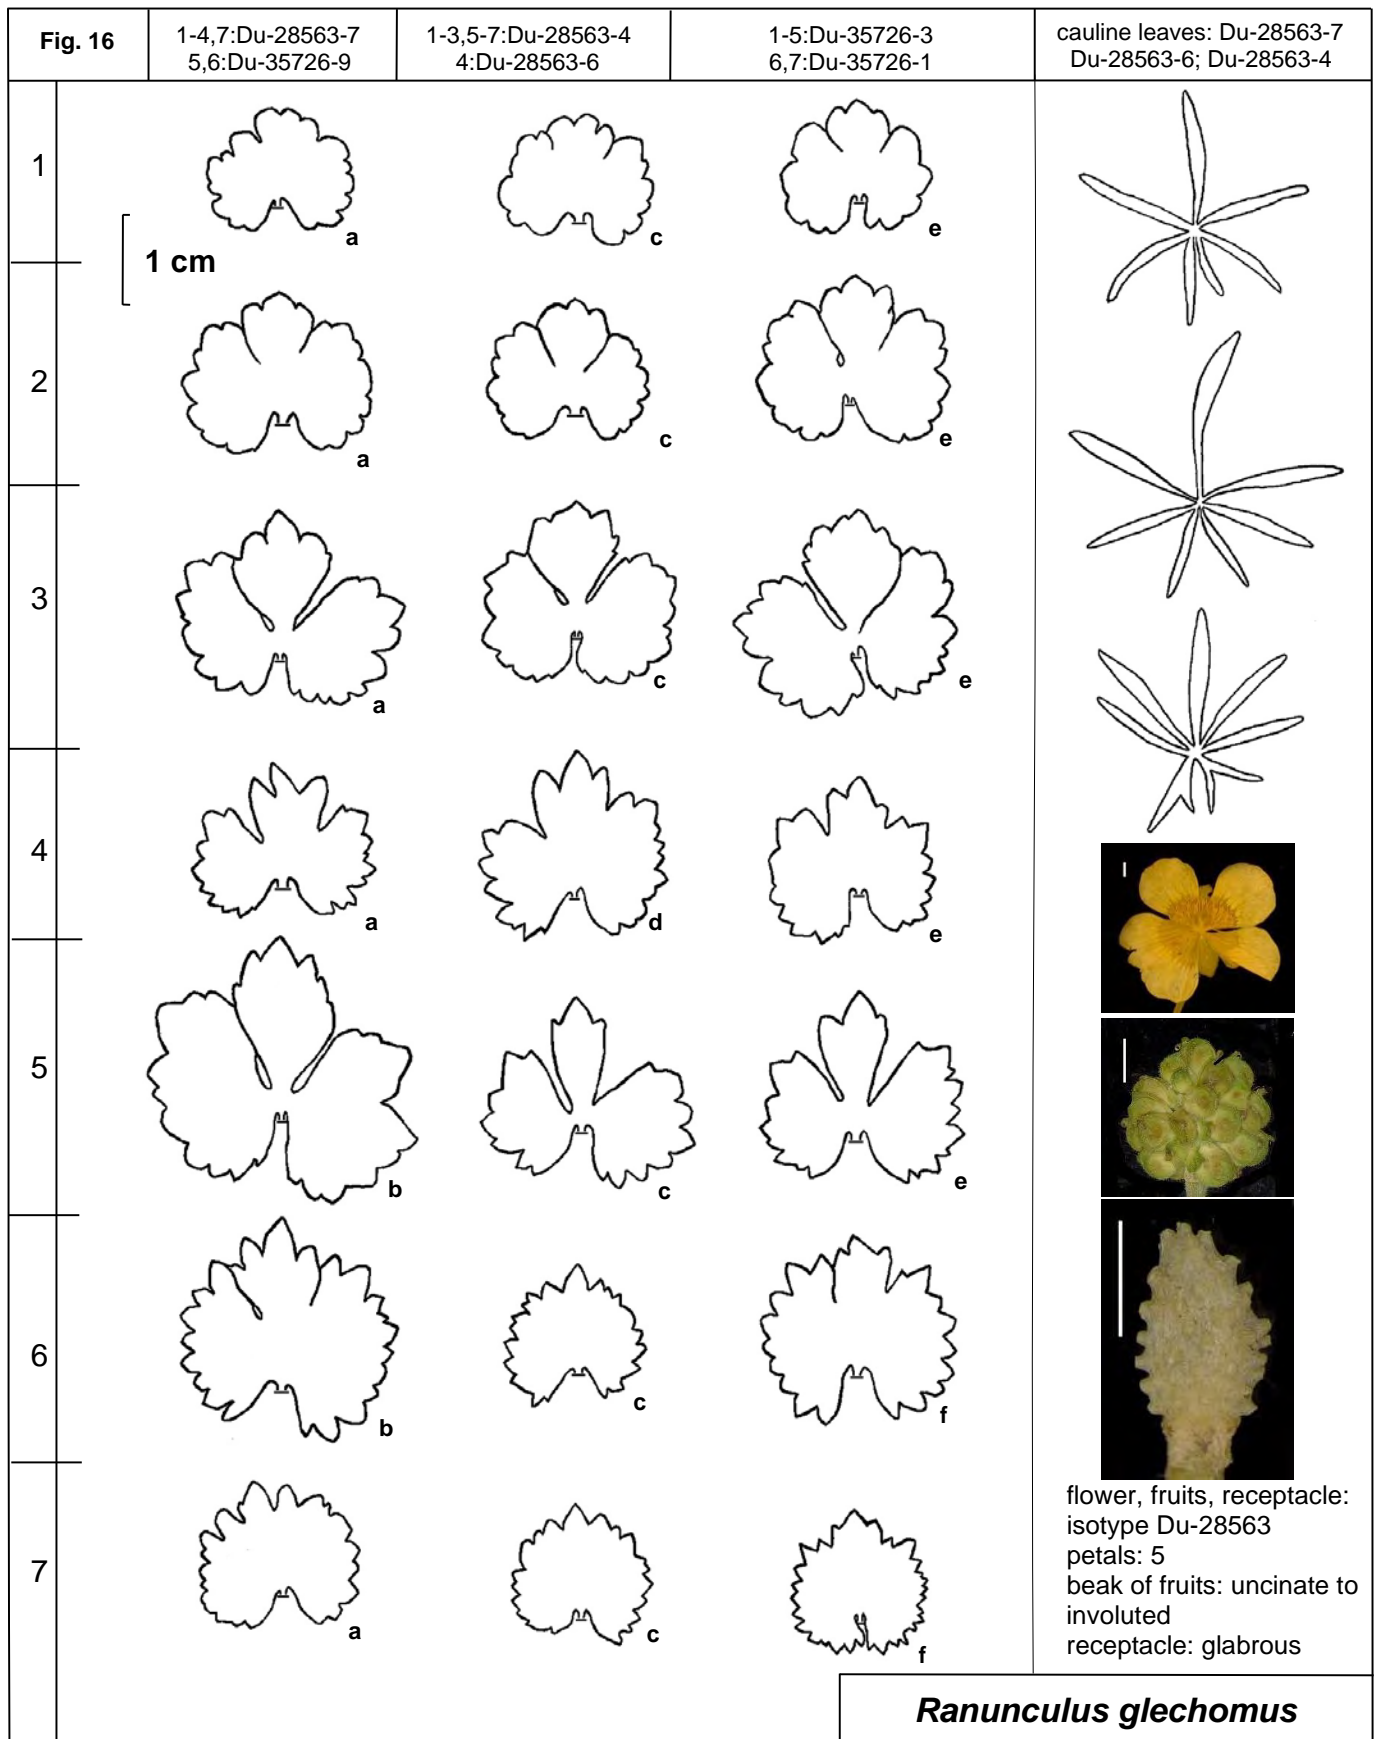 Fig. 16
1-4,7:Du-28563-7
5,6:Du-35726-9
1-3,5-7:Du-28563-4
4:Du-28563-6
1-5:Du-35726-3
6,7:Du-35726-1
cauline leaves: Du-28563-7
Du-28563-6; Du-28563-4
1
a
c
e
1 cm
2
a
c
e
3
a
c
e
4
a
d
e
5
b
c
e
6
b
c
f
7
a
c
f
flower, fruits, receptacle:
isotype Du-28563
petals: 5
beak of fruits: uncinate to
involuted
receptacle: glabrous
Ranunculus glechomus